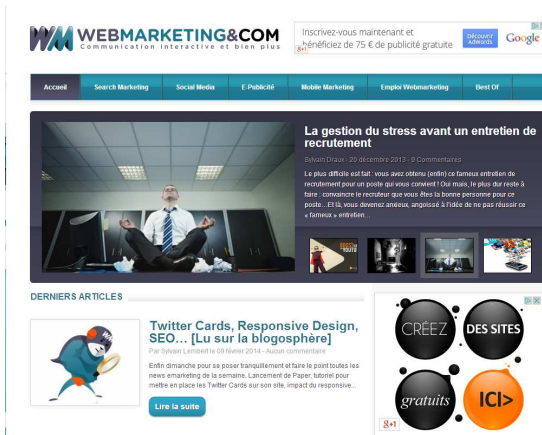 WEBMARKETING&COM
Communication interactive et bien plus
Inscrivez-vous maintenant et
bénéficiez de 75 € de publicité gratuite
Découvrir
Adwords
Google
g+1
Accueil
Search Marketing
Social Media
E-Publicité
Mobile Marketing
Emploi Webmarketing
Best Of
La gestion du stress avant un entretien de
recrutement
Sylvain Draux - 20 décembre 2013 - 9 Commentaires
Le plus difficile est fait : vous avez obtenu (enfin) ce fameux entretien de
recrutement pour un poste qui vous convient ! Oui mais, le plus dur reste à
faire : convaincre le recruteur que vous êtes la bonne personne pour ce
poste...Et là, vous devenez anxieux, angoissé à l'idée de ne pas réussir ce
« fameux » entretien...
DERNIERS ARTICLES
Twitter Cards, Responsive Design,
SEO... [Lu sur la blogosphère]
Par Sylvain Lembert le 09 février 2014 - Aucun commentaire
Enfin dimanche pour se poser tranquillement et faire le point toutes les
news emarketing de la semaine. Lancement de Paper, tutoriel pour
mettre en place les Twitter Cards sur son site, impact du responsive...
Lire la suite
CRÉEZ
DES SITES
gratuits
ICI>
g+1